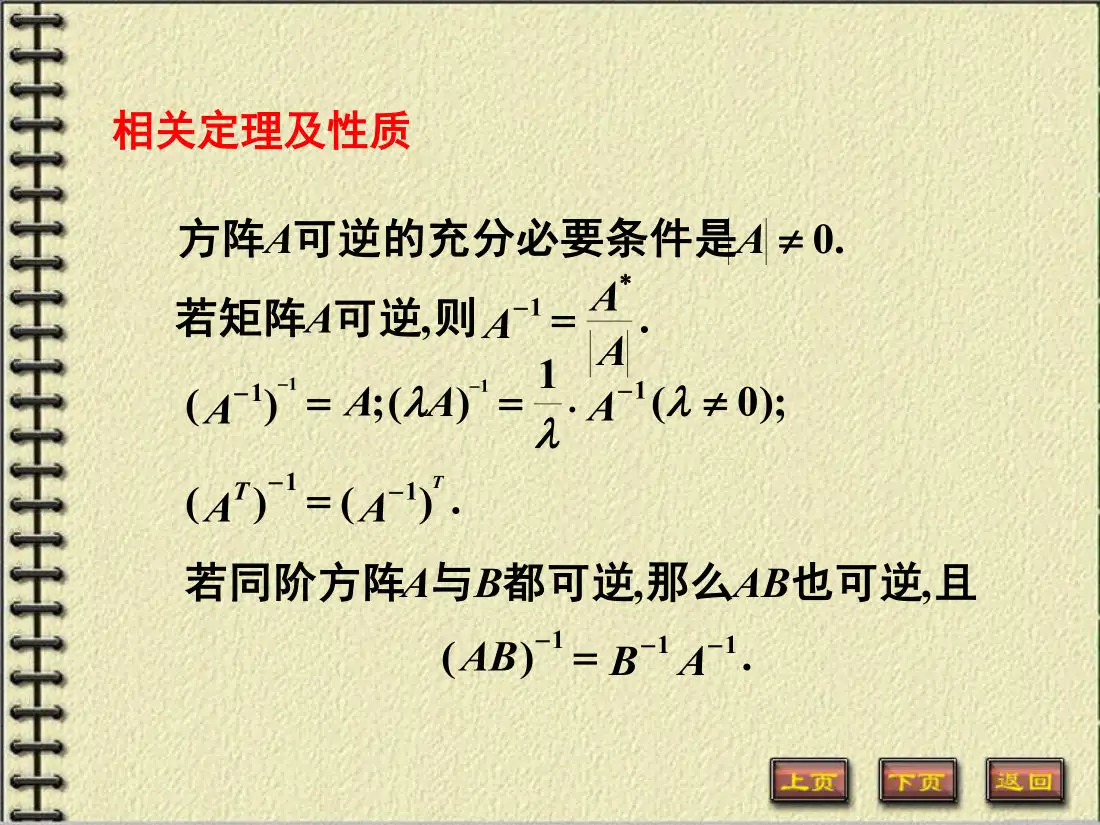 相关定理及性质
方阵A可逆的充分必要条件是|A| ≠ 0.
若矩阵A可逆,则 A⁻¹ = A*/|A| .
(A⁻¹)⁻¹ = A;(λA)⁻¹ = 1/λ · A⁻¹ (λ ≠ 0);
(Aᵀ)⁻¹ = (A⁻¹)ᵀ.
若同阶方阵A与B都可逆,那么AB也可逆,且
(AB)⁻¹ = B⁻¹ A⁻¹.
上页 下页 返回